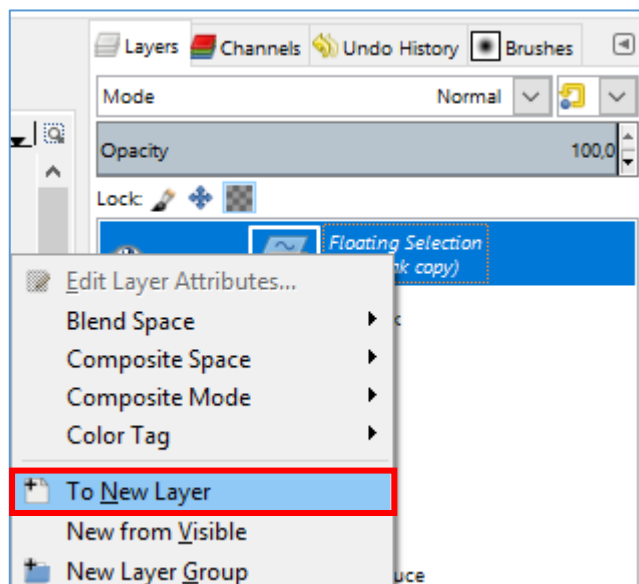 Layers Channels Undo History Brushes
Mode Normal
Opacity 100,0
Lock:
Floating Selection
copy)
Edit Layer Attributes...
Blend Space
Composite Space
Composite Mode
Color Tag
To New Layer
New from Visible
New Layer Group